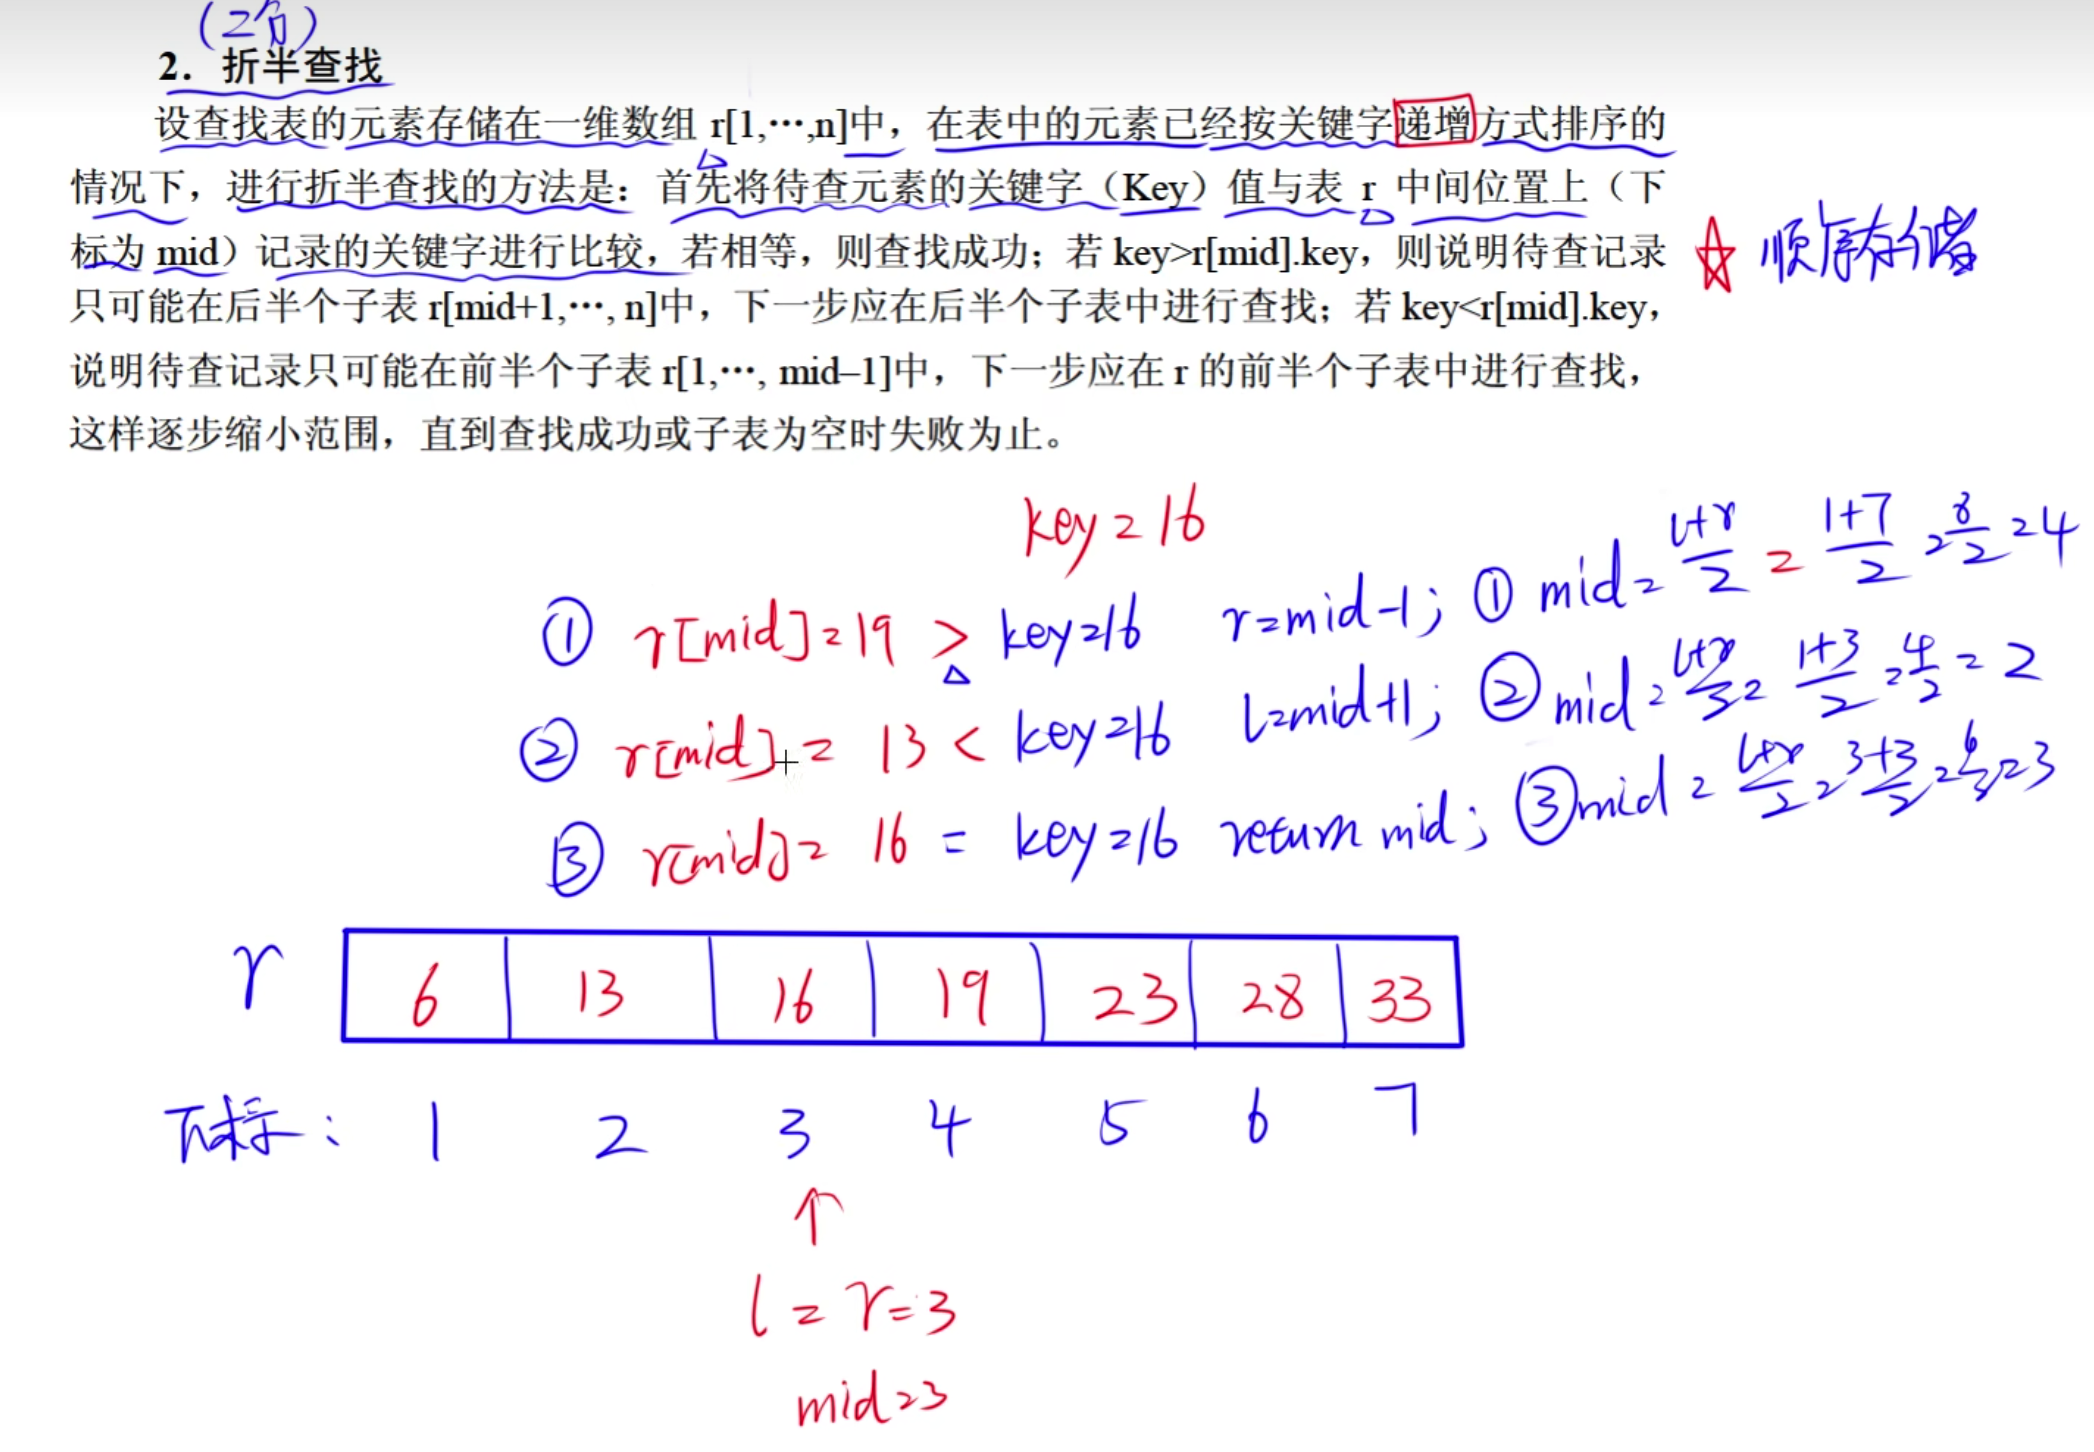 (2分)
2. 折半查找
设查找表的元素存储在一维数组 r[1,…,n]中，在表中的元素已经按关键字递增方式排序的
情况下，进行折半查找的方法是：首先将待查元素的关键字（Key）值与表 r 中间位置上（下
标为 mid）记录的关键字进行比较，若相等，则查找成功；若 key>r[mid].key，则说明待查记录
只可能在后半个子表 r[mid+1,…, n]中，下一步应在后半个子表中进行查找；若 key<r[mid].key，
说明待查记录只可能在前半个子表 r[1,…, mid–1]中，下一步应在 r 的前半个子表中进行查找，
这样逐步缩小范围，直到查找成功或子表为空时失败为止。
☆ 顺序存储
key=16
① r[mid]=19 > key=16 r=mid-1; ① mid=(l+r)/2=(1+7)/2=8/2=4
② r[mid]=13 < key=16 l=mid+1; ② mid=(l+r)/2=(1+3)/2=4/2=2
③ r[mid]=16 = key=16 return mid; ③ mid=(l+r)/2=(3+3)/2=6/2=3
r 6 13 16 19 23 28 33
下标: 1 2 3 4 5 6 7
↑
l=r=3
mid=3